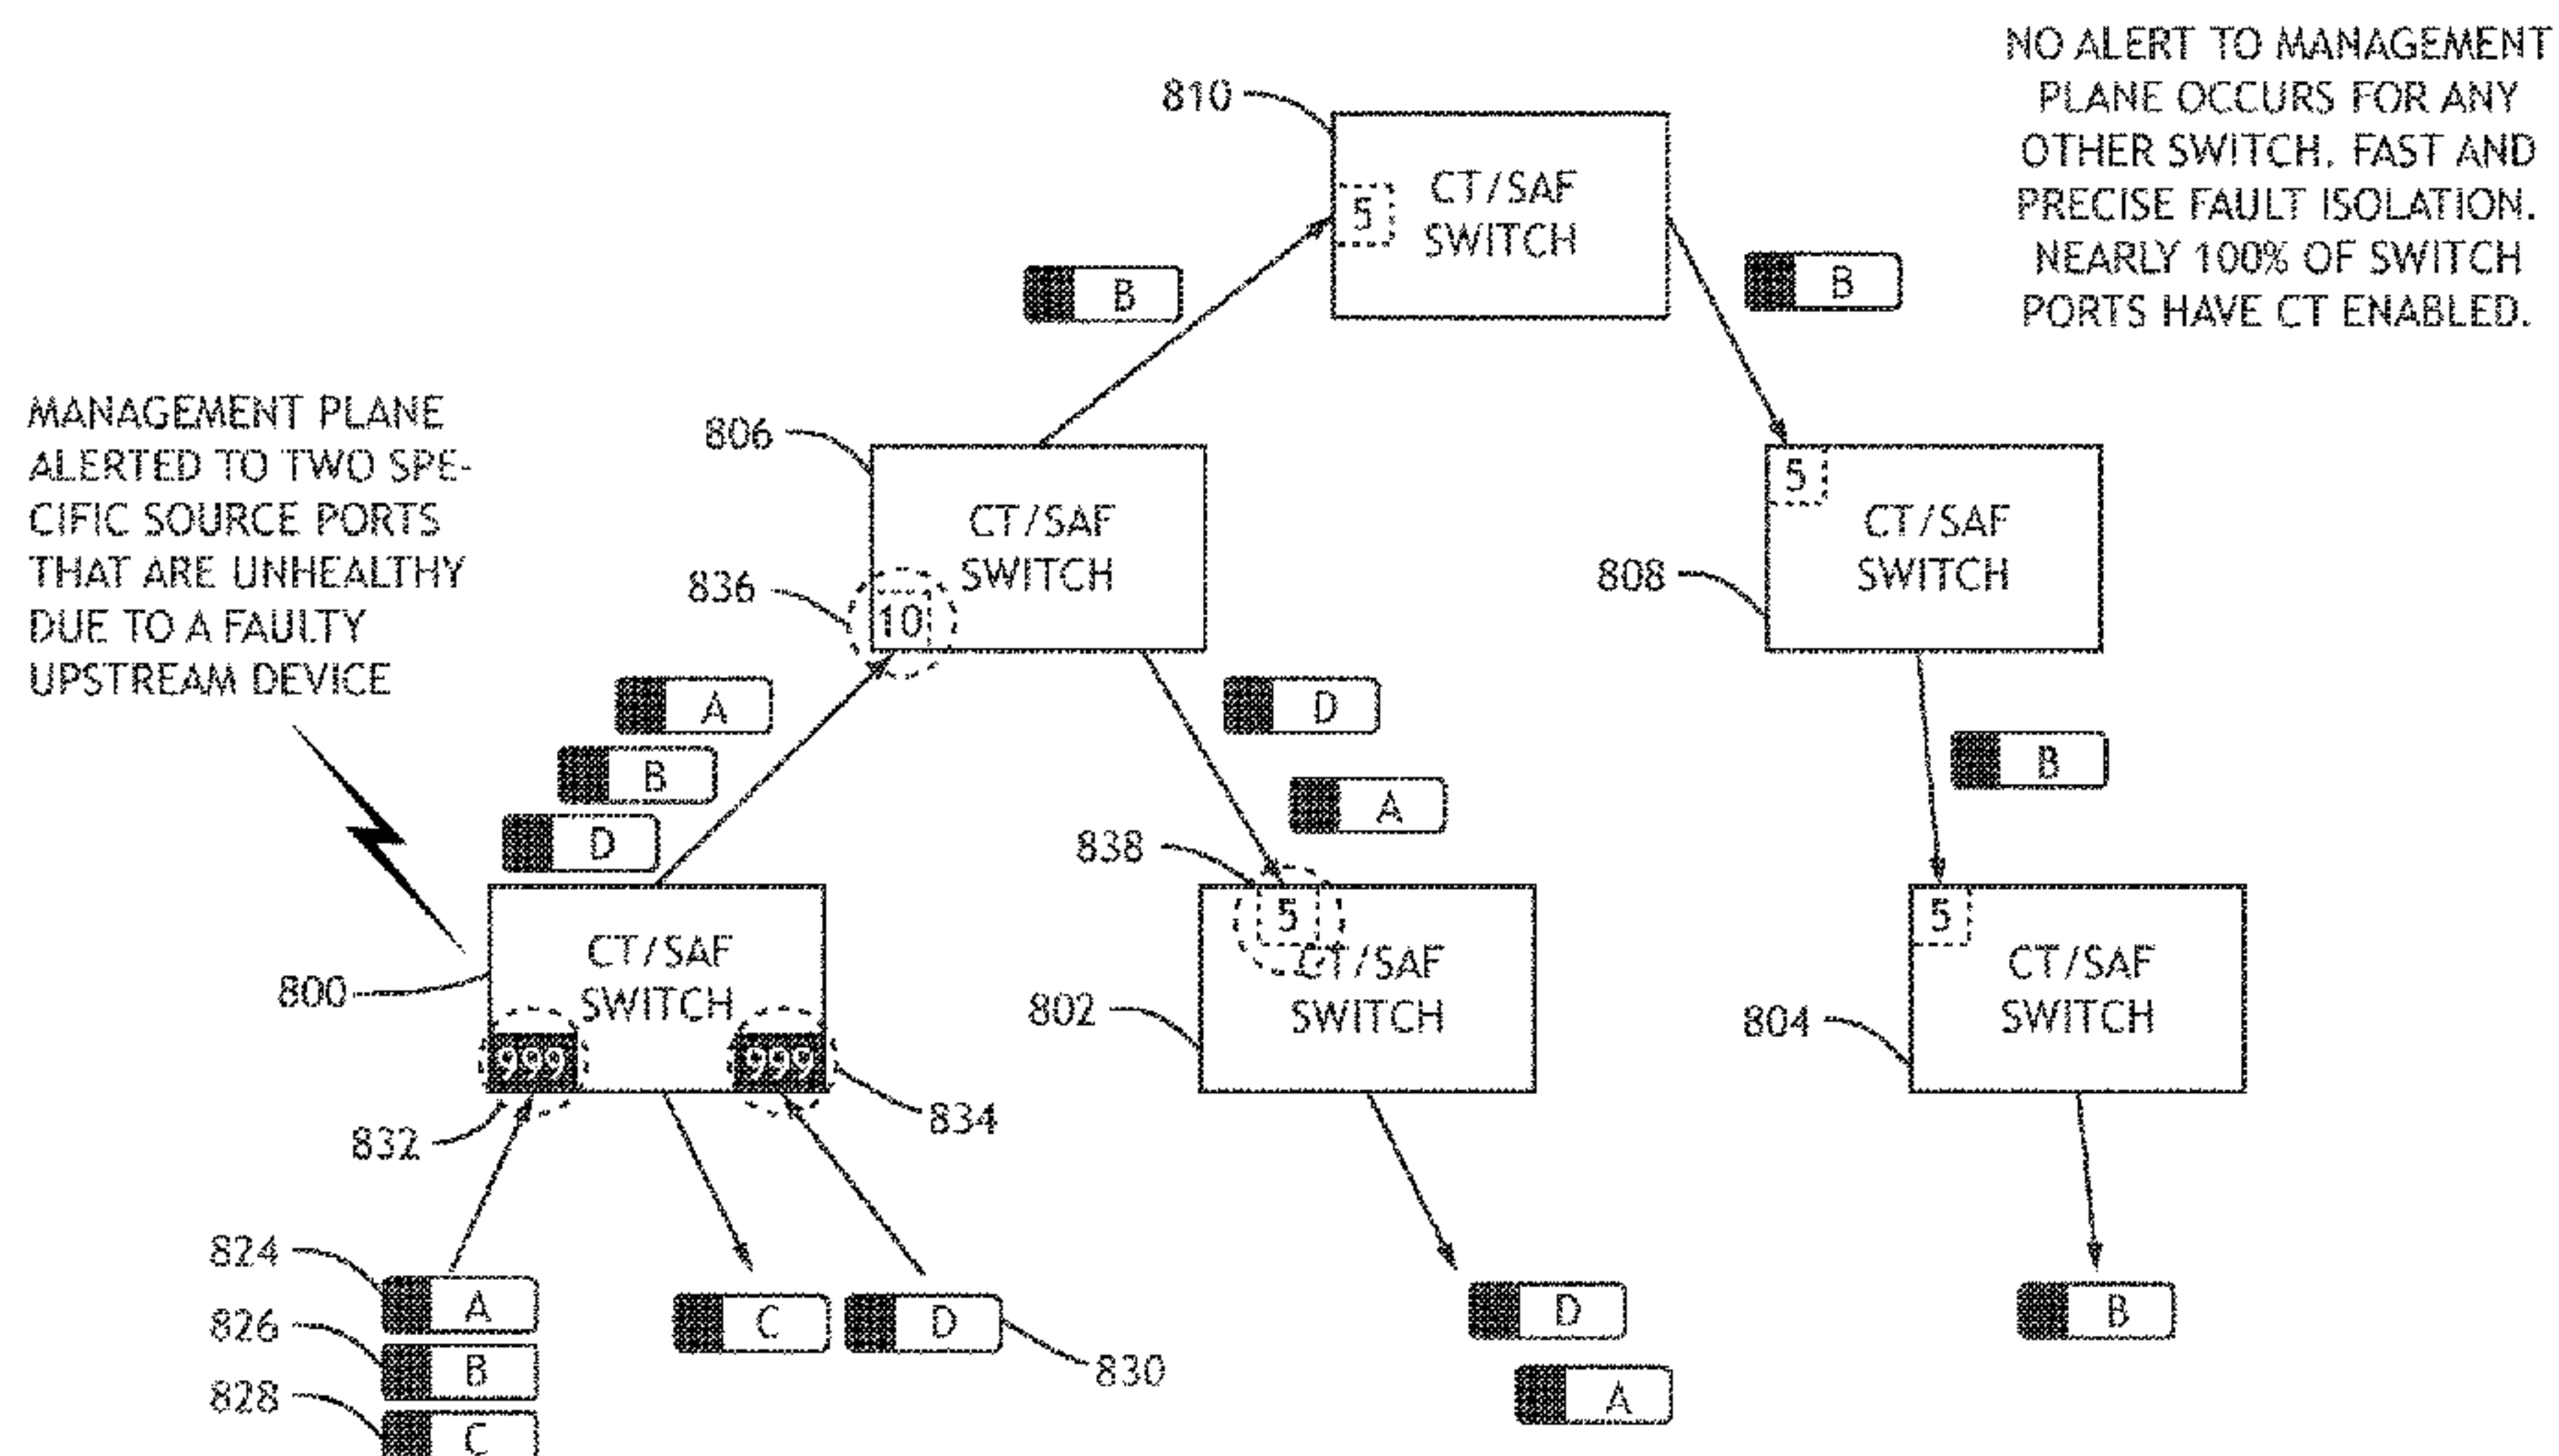 NO ALERT TO MANAGEMENT
PLANE OCCURS FOR ANY
OTHER SWITCH. FAST AND
PRECISE FAULT ISOLATION.
NEARLY 100% OF SWITCH
PORTS HAVE CT ENABLED.
810
CT/SAF
SWITCH
5
B
B
MANAGEMENT PLANE
ALERTED TO TWO SPE-
CIFIC SOURCE PORTS
THAT ARE UNHEALTHY
DUE TO A FAULTY
UPSTREAM DEVICE
806
CT/SAF
SWITCH
836
10
5
CT/SAF
SWITCH
808
A
B
D
D
A
B
838
5
5
800
CT/SAF
SWITCH
999
999
832
834
802
CT/SAF
SWITCH
804
CT/SAF
SWITCH
824
A
826
B
828
C
C
D
830
D
A
B